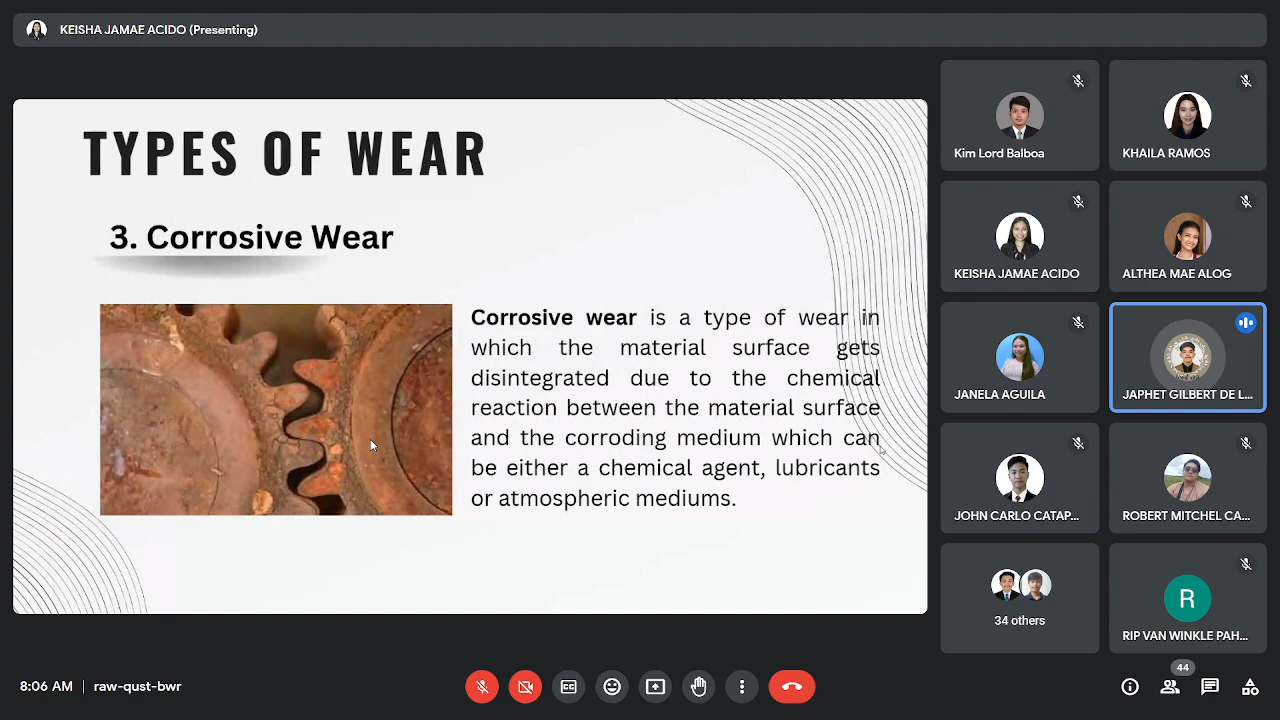 KEISHA JAMAE ACIDO (Presenting)
TYPES OF WEAR
3. Corrosive Wear
Corrosive wear is a type of wear in
which the material surface gets
disintegrated due to the chemical
reaction between the material surface
and the corroding medium which can
be either a chemical agent, lubricants
or atmospheric mediums.
Kim Lord Balboa
KHAILA RAMOS
KEISHA JAMAE ACIDO
ALTHEA MAE ALOG
JANELA AGUILA
JAPHET GILBERT DE L...
JOHN CARLO CATAP...
ROBERT MITCHEL CA...
34 others
R
RIP VAN WINKLE PAH...
8:06 AM | raw-qust-bwr
CC
44